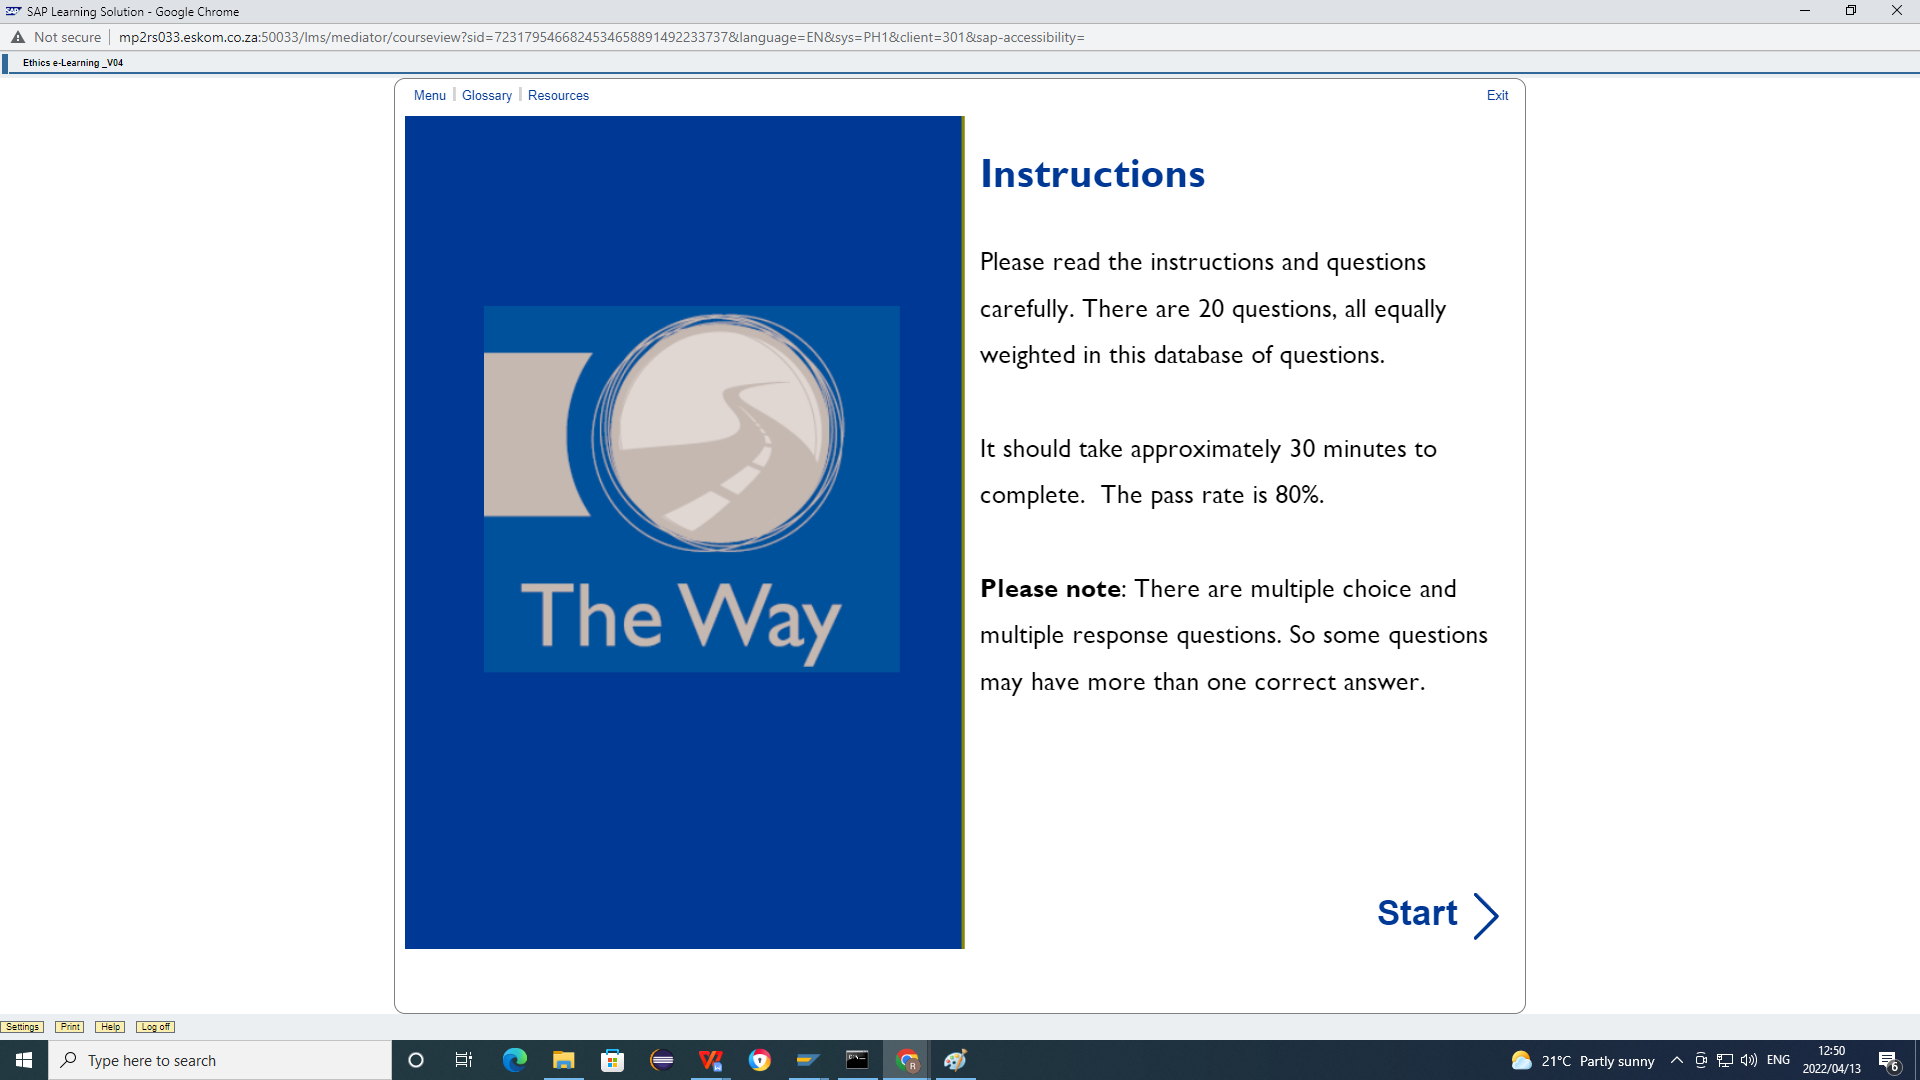 SAP Learning Solution - Google Chrome
Not secure
mp2rs033.eskom.co.za:50033/lms/mediator/courseview?sid=7231795466824534658891492233737&language=EN&sys=PH1&client=301&sap-accessibility=
Ethics e-Learning _V04
Menu
Glossary
Resources
Exit
Instructions
Please read the instructions and questions
carefully. There are 20 questions, all equally
weighted in this database of questions.
It should take approximately 30 minutes to
complete.  The pass rate is 80%.
Please note: There are multiple choice and
multiple response questions. So some questions
may have more than one correct answer.
The Way
Start
Settings
Print
Help
Log off
Type here to search
21°C Partly sunny
ENG
12:50
2022/04/13
6